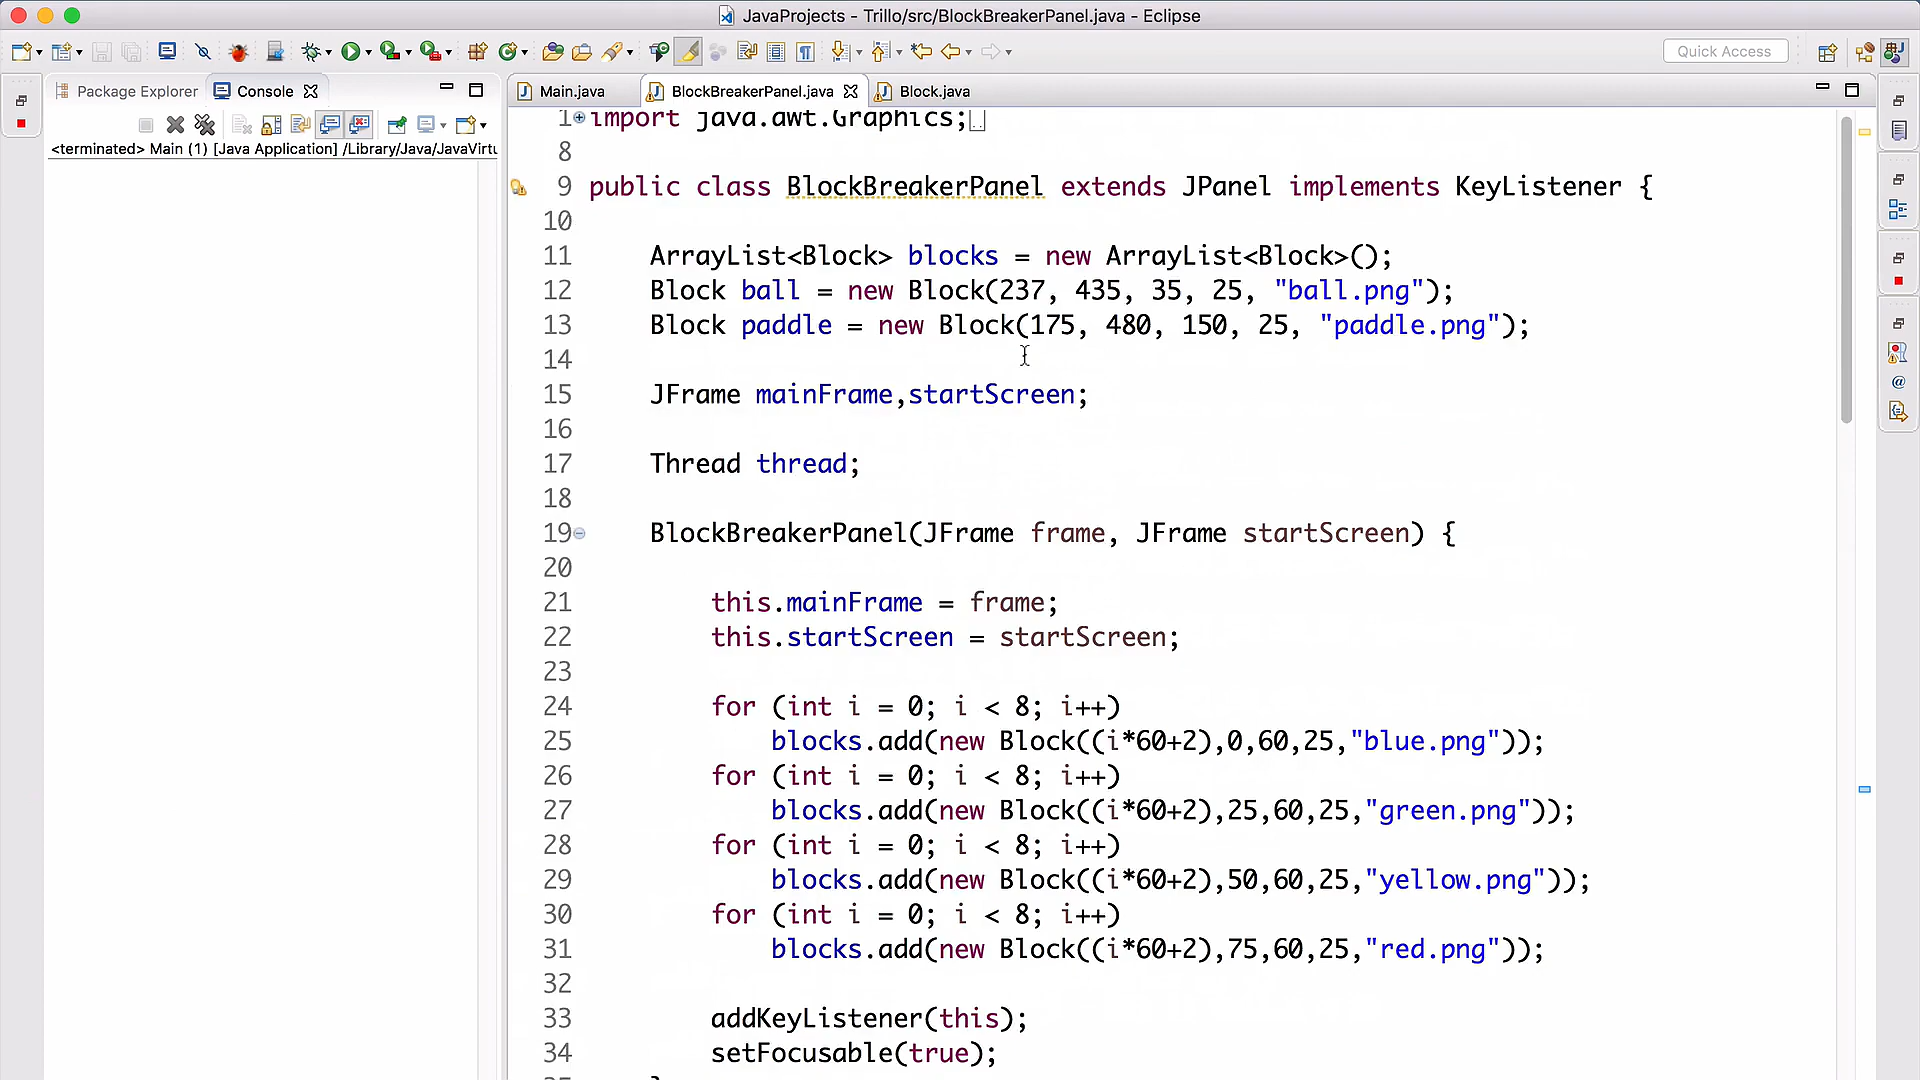 JavaProjects - Trillo/src/BlockBreakerPanel.java - Eclipse
Quick Access
Package Explorer
Console
Main.java
BlockBreakerPanel.java
Block.java
<terminated> Main (1) [Java Application] /Library/Java/JavaVirtu
1 import java.awt.Graphics;
8
9 public class BlockBreakerPanel extends JPanel implements KeyListener {
10
11 ArrayList<Block> blocks = new ArrayList<Block>();
12 Block ball = new Block(237, 435, 35, 25, "ball.png");
13 Block paddle = new Block(175, 480, 150, 25, "paddle.png");
14
15 JFrame mainFrame,startScreen;
16
17 Thread thread;
18
19 BlockBreakerPanel(JFrame frame, JFrame startScreen) {
20
21 this.mainFrame = frame;
22 this.startScreen = startScreen;
23
24 for (int i = 0; i < 8; i++)
25 blocks.add(new Block((i*60+2),0,60,25,"blue.png"));
26 for (int i = 0; i < 8; i++)
27 blocks.add(new Block((i*60+2),25,60,25,"green.png"));
28 for (int i = 0; i < 8; i++)
29 blocks.add(new Block((i*60+2),50,60,25,"yellow.png"));
30 for (int i = 0; i < 8; i++)
31 blocks.add(new Block((i*60+2),75,60,25,"red.png"));
32
33 addKeyListener(this);
34 setFocusable(true);